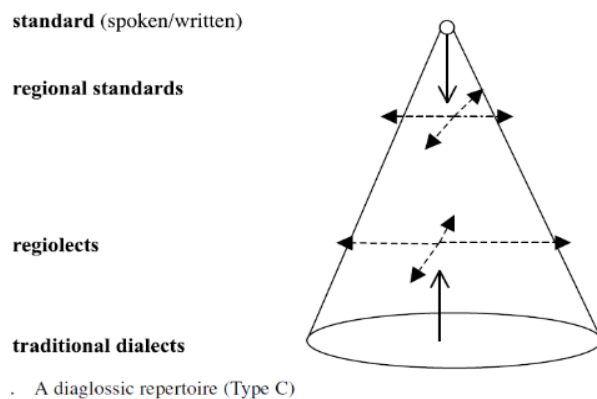 standard (spoken/written)
regional standards
regiolects
traditional dialects
. A diaglossic repertoire (Type C)